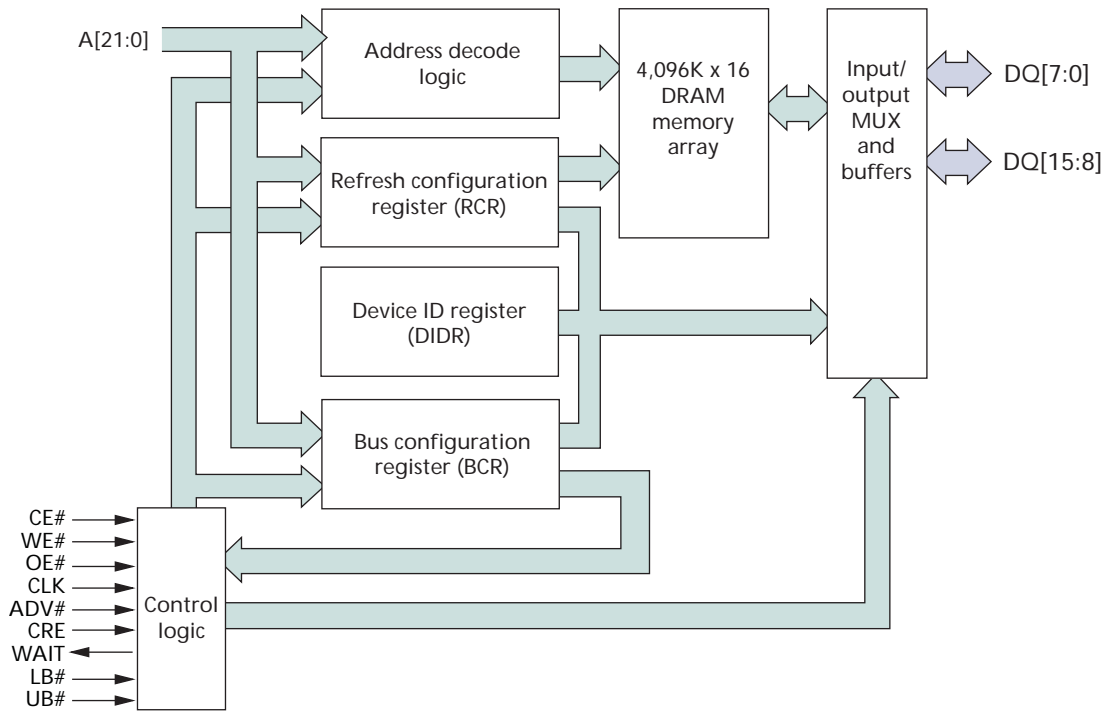 A[21:0]
Address decode
logic
4,096K x 16
DRAM
memory
array
Input/
output
MUX
and
buffers
DQ[7:0]
DQ[15:8]
Refresh configuration
register (RCR)
Device ID register
(DIDR)
Bus configuration
register (BCR)
CE#
WE#
OE#
CLK
ADV#
CRE
WAIT
LB#
UB#
Control
logic